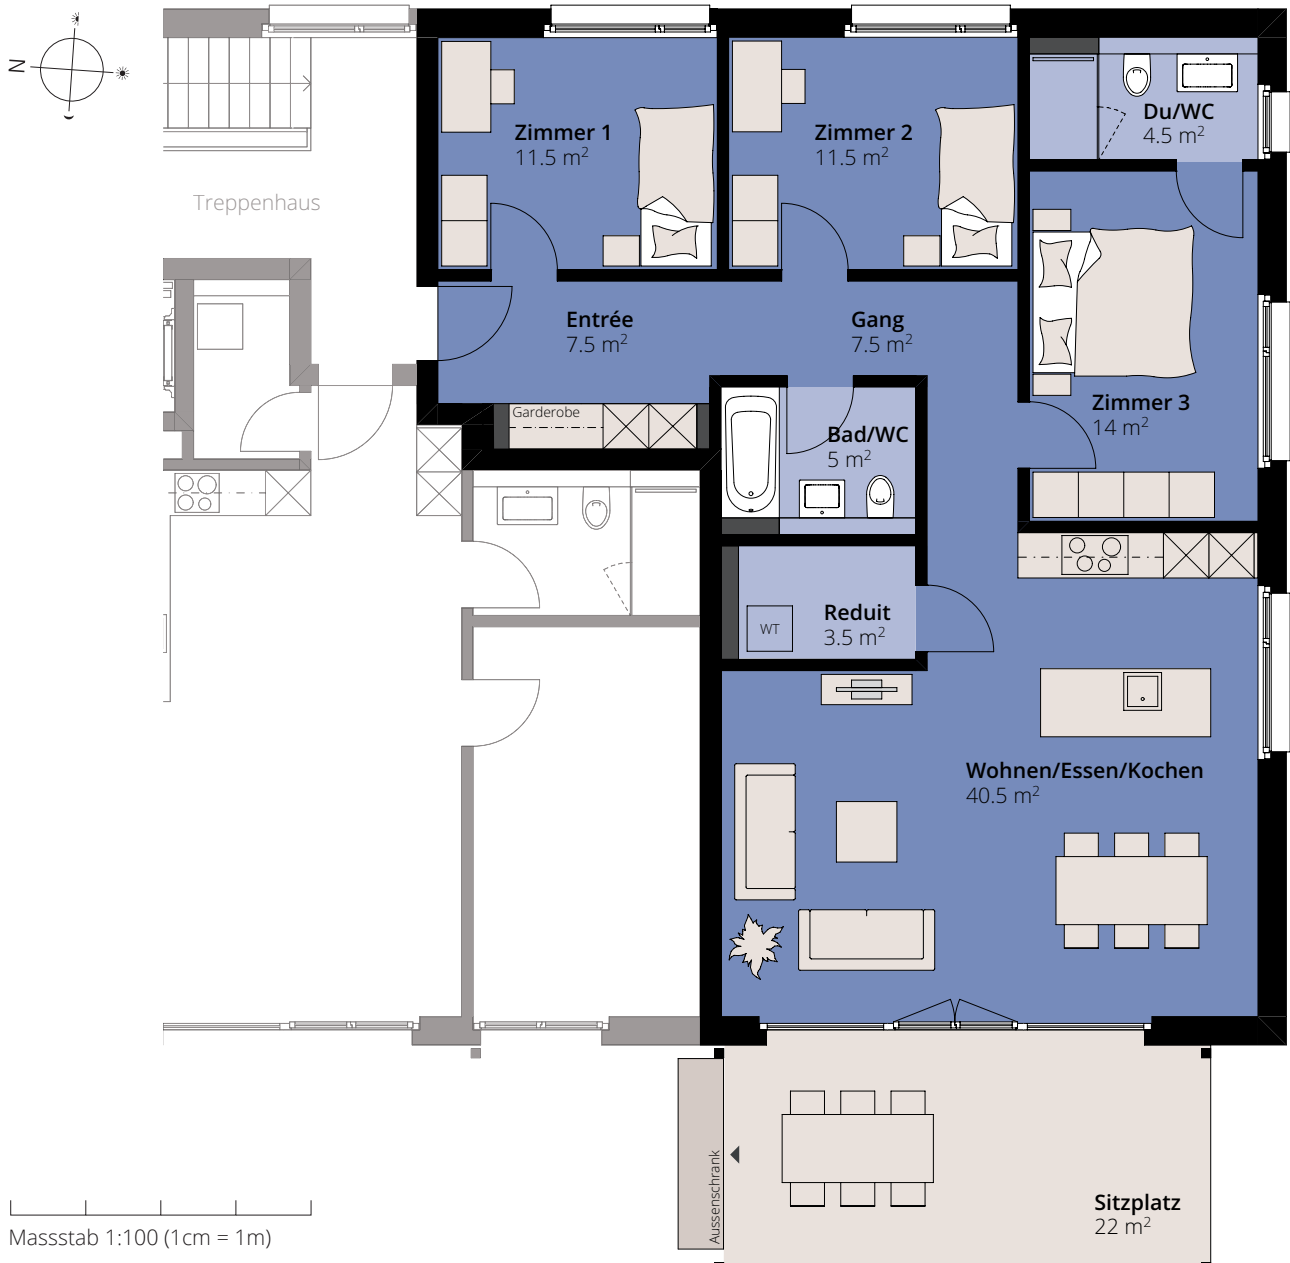 N
Zimmer 1
11.5 m²
Zimmer 2
11.5 m²
Du/WC
4.5 m²
Treppenhaus
Entrée
7.5 m²
Gang
7.5 m²
Zimmer 3
14 m²
Garderobe
Bad/WC
5 m²
Reduit
3.5 m²
WT
Wohnen/Essen/Kochen
40.5 m²
Aussenschrank
Sitzplatz
22 m²
Massstab 1:100 (1cm = 1m)